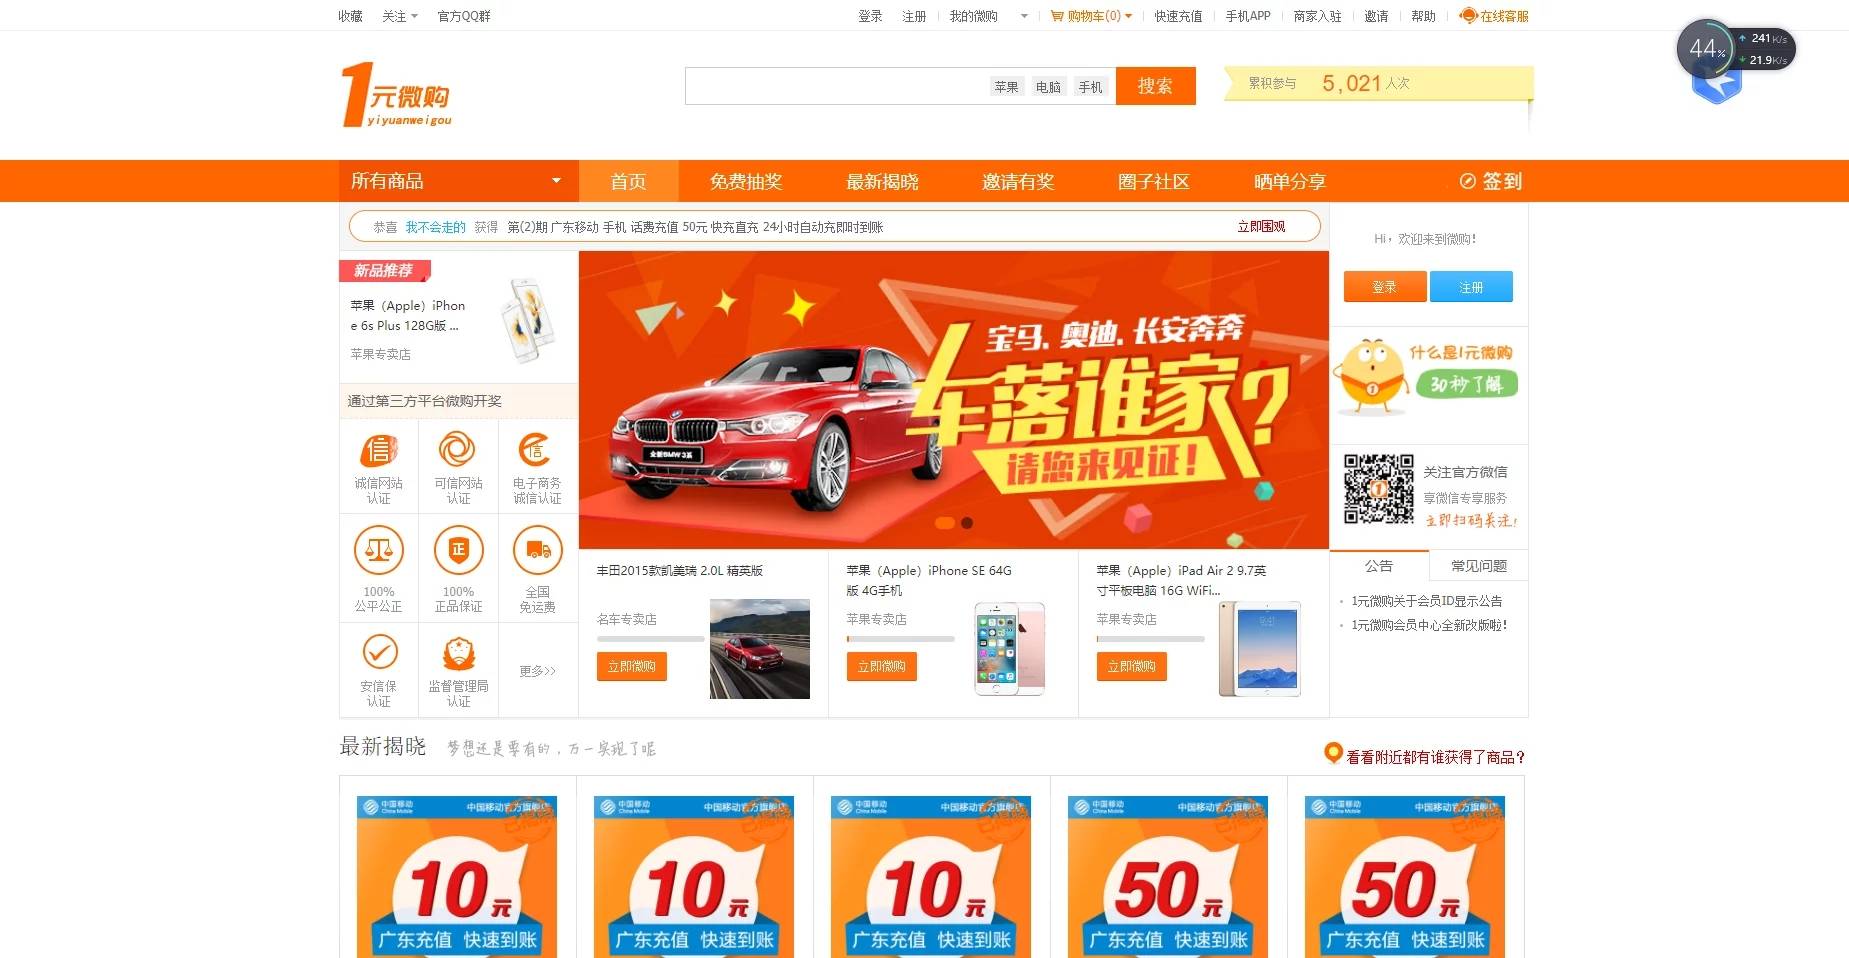 收藏 关注 官方QQ群
登录 注册 我的微购 购物车(0) 快速充值 手机APP 商家入驻 邀请 帮助 在线客服
44% 241K/s
21.9K/s
1元微购
yiyuanweigou
苹果 电脑 手机 搜索
累积参与 5,021人次
所有商品 首页 免费抽奖 最新揭晓 邀请有奖 圈子社区 晒单分享 签到
恭喜 我不会走的 获得 第(2)期 广东移动 手机 话费充值 50元 快充直充 24小时自动充即时到账 立即围观
Hi，欢迎来到微购！
登录 注册
新品推荐
苹果（Apple）iPhon
e 6s Plus 128G版 ...
苹果专卖店
通过第三方平台微购开奖
诚信网站
认证
可信网站
认证
电子商务
诚信认证
100%
公平公正
100%
正品保证
全国
免运费
安信保
认证
监督管理局
认证
更多>>
宝马、奥迪、长安奔奔
车落谁家？
请您来见证！
全新BMW 3系
什么是1元微购
30秒了解
关注官方微信
享微信专享服务
立即扫码关注！
丰田2015款凯美瑞 2.0L 精英版
名车专卖店
立即微购
苹果（Apple）iPhone SE 64G
版 4G手机
苹果专卖店
立即微购
苹果（Apple）iPad Air 2 9.7英
寸平板电脑 16G WiFi...
苹果专卖店
立即微购
公告 常见问题
1元微购关于会员ID显示公告
1元微购会员中心全新改版啦！
最新揭晓 梦想还是要有的，万一实现了呢
看看附近都有谁获得了商品？
中国移动 China Mobile 中国移动官方旗舰店
10元
广东充值 快速到账
中国移动 China Mobile 中国移动官方旗舰店
10元
广东充值 快速到账
中国移动 China Mobile 中国移动官方旗舰店
10元
广东充值 快速到账
中国移动 China Mobile 中国移动官方旗舰店
50元
广东充值 快速到账
中国移动 China Mobile 中国移动官方旗舰店
50元
广东充值 快速到账